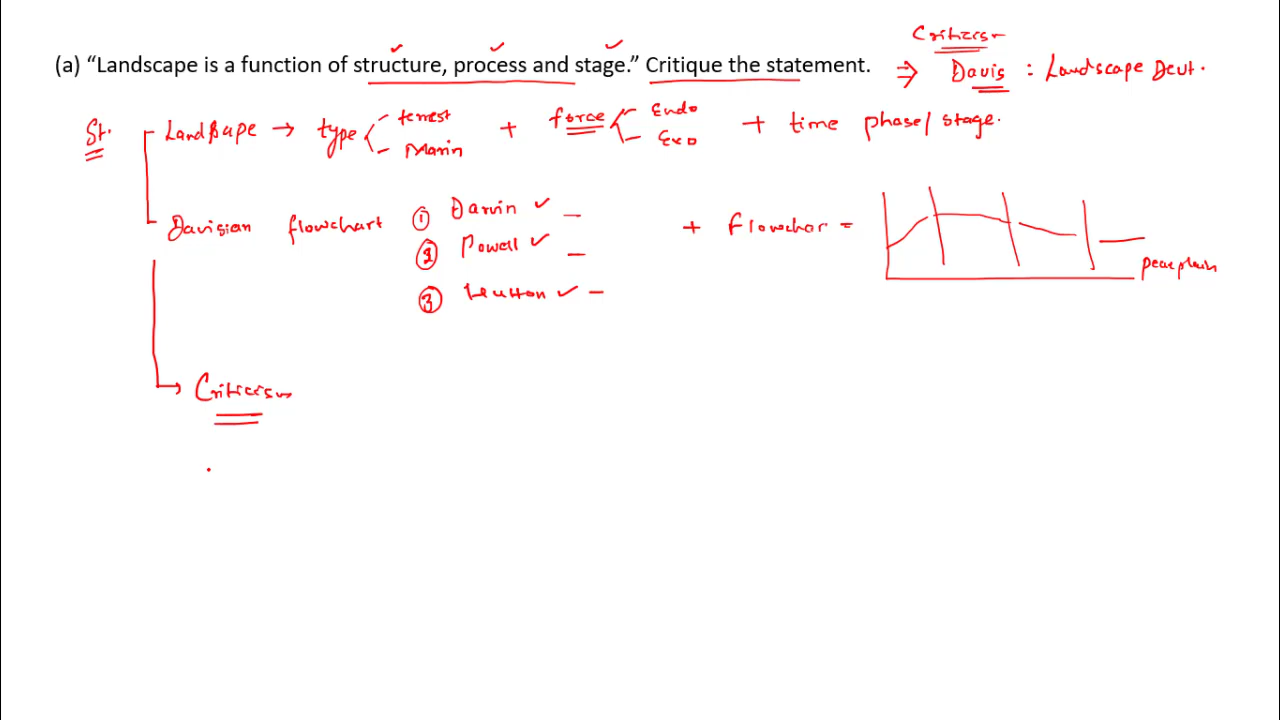 (a) “Landscape is a function of structure, process and stage.” Critique the statement.
Criticism
⇒ Davis : Landscape Devt.
St. Landscape → type terrest Marin + force Endo Exo + time phase/stage.
Davisian flowchart ① Darvin ✓ + flowchar =
② Powell ✓
③ Hutton ✓
peneplain
→ Criticism